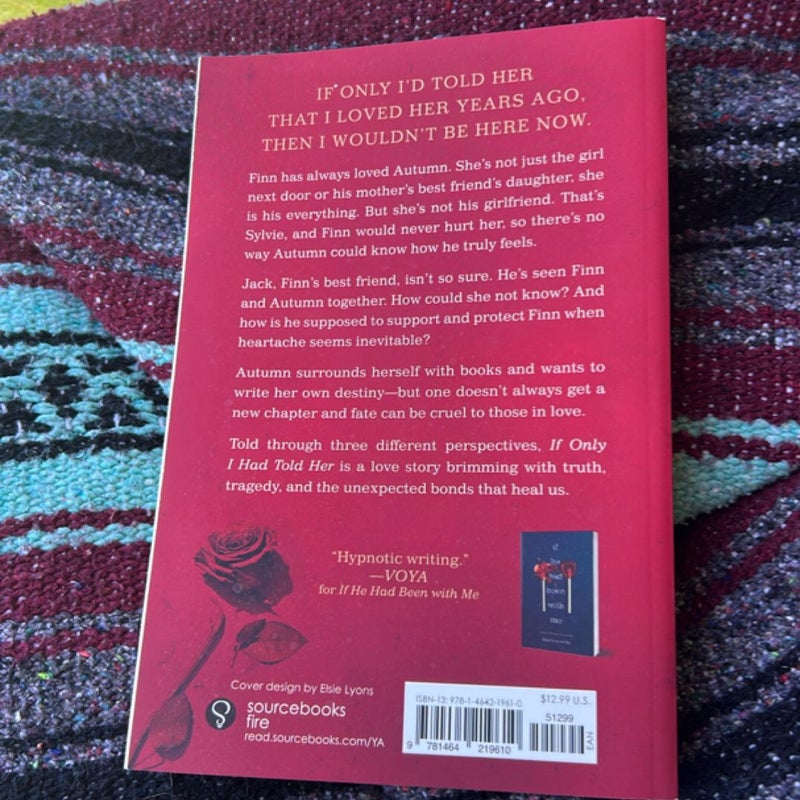 IF ONLY I'D TOLD HER
THAT I LOVED HER YEARS AGO,
THEN I WOULDN'T BE HERE NOW.
Finn has always loved Autumn. She's not just the girl
next door or his mother's best friend's daughter, she
is his everything. But she's not his girlfriend. That's
Sylvie, and Finn would never hurt her, so there's no
way Autumn could know how he truly feels.
Jack, Finn's best friend, isn't so sure. He's seen Finn
and Autumn together. How could she not know? And
how is he supposed to support and protect Finn when
heartache seems inevitable?
Autumn surrounds herself with books and wants to
write her own destiny—but one doesn't always get a
new chapter and fate can be cruel to those in love.
Told through three different perspectives, If Only
I Had Told Her is a love story brimming with truth,
tragedy, and the unexpected bonds that heal us.
"Hypnotic writing."
—VOYA
for If He Had Been with Me
if
he
had
been
with
me
Cover design by Elsie Lyons
sourcebooks
fire
read.sourcebooks.com/YA
ISBN-13: 978-1-4642-1961-0
$12.99 U.S.
51299
9 781464 219610
EAN